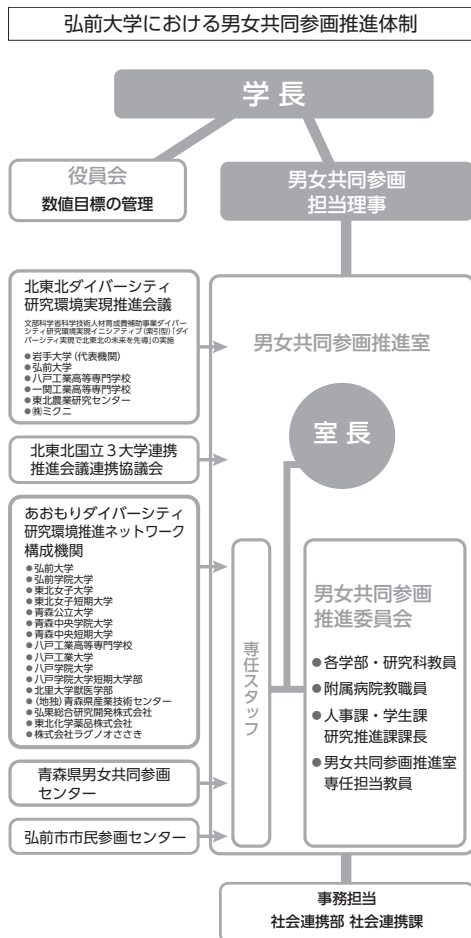 弘前大学における男女共同参画推進体制
学長
役員会
数値目標の管理
男女共同参画
担当理事
北東北ダイバーシティ
研究環境実現推進会議
文部科学省科学技術人材育成費補助事業ダイバー
シティ研究環境実現イニシアティブ(索引型)「ダイ
バーシティ実現で北東北の未来を先導」の実施
●岩手大学(代表機関)
●弘前大学
●八戸工業高等専門学校
●一関工業高等専門学校
●東北農業研究センター
●㈱ミクニ
北東北国立3大学連携
推進会議連携協議会
あおもりダイバーシティ
研究環境推進ネットワーク
構成機関
●弘前大学
●弘前学院大学
●東北女子大学
●東北女子短期大学
●青森公立大学
●青森中央学院大学
●青森中央短期大学
●八戸工業高等専門学校
●八戸工業大学
●八戸学院大学
●八戸学院大学短期大学部
●北里大学獣医学部
●(地独)青森県産業技術センター
●弘果総合研究開発株式会社
●東北化学薬品株式会社
●株式会社ラグノオささき
青森県男女共同参画
センター
弘前市市民参画センター
男女共同参画推進室
室長
専任スタッフ
男女共同参画
推進委員会
●各学部・研究科教員
●附属病院教職員
●人事課・学生課
研究推進課課長
●男女共同参画推進室
専任担当教員
事務担当
社会連携部 社会連携課